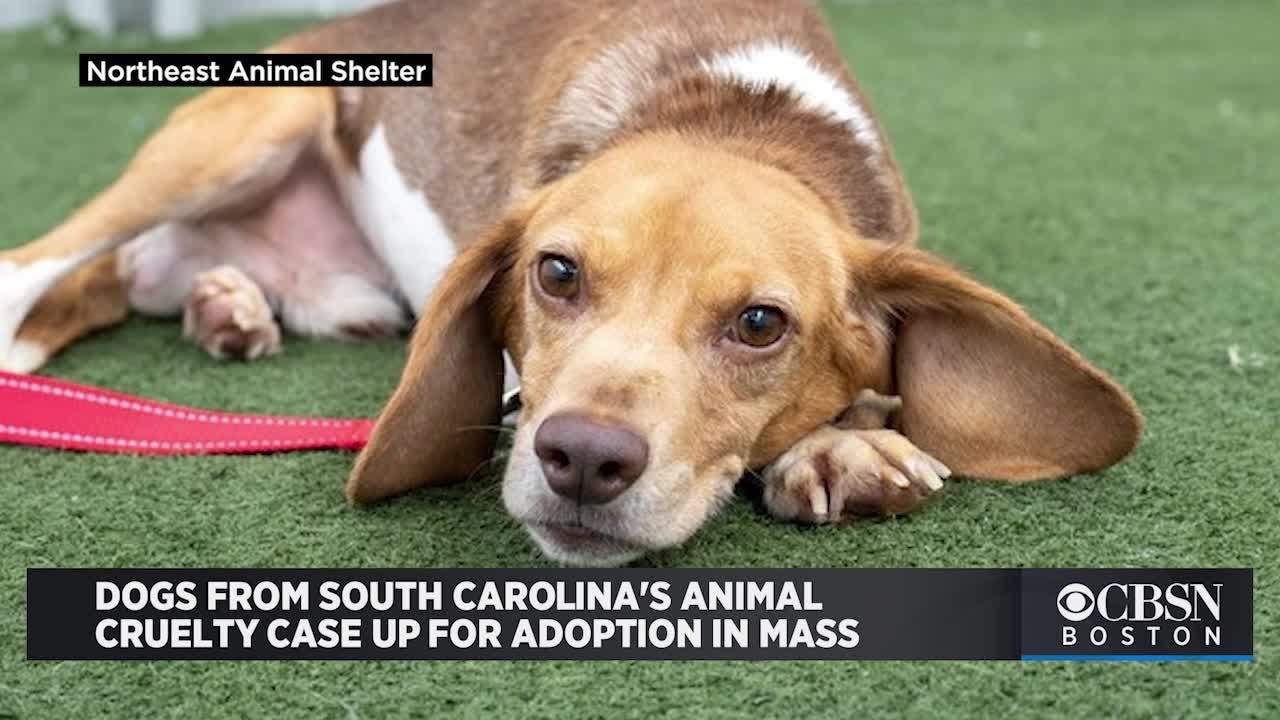 Northeast Animal Shelter
DOGS FROM SOUTH CAROLINA'S ANIMAL
CRUELTY CASE UP FOR ADOPTION IN MASS
CBSN
BOSTON